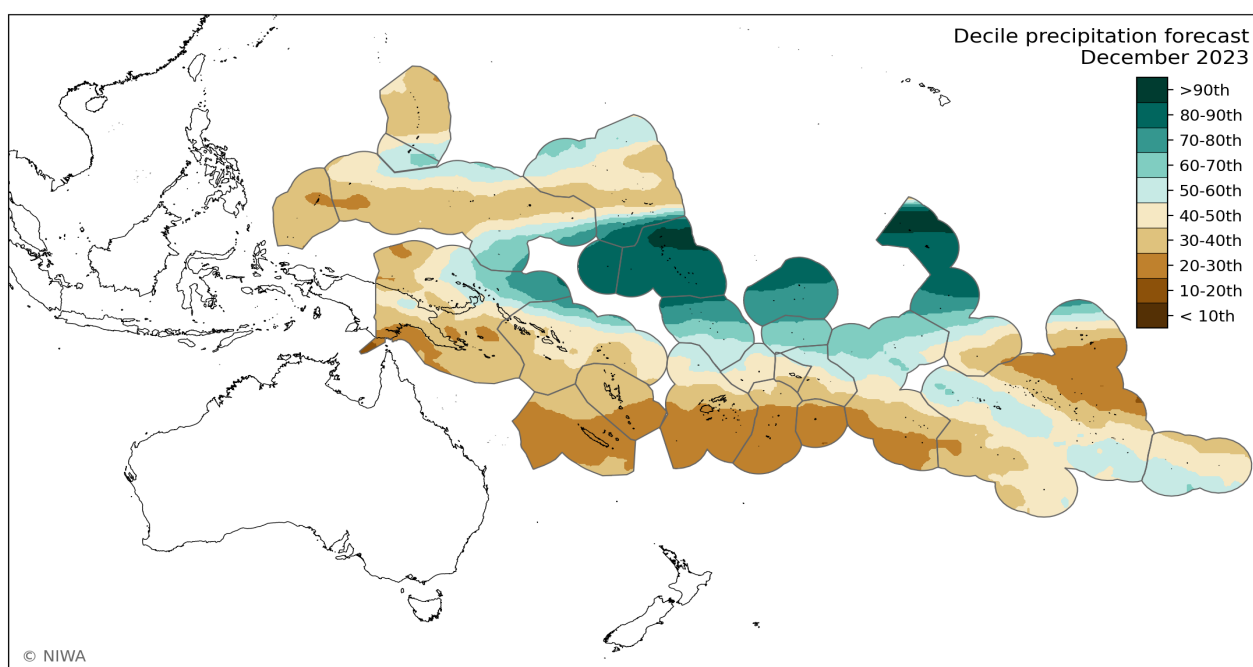 Decile precipitation forecast
December 2023
>90th
80-90th
70-80th
60-70th
50-60th
40-50th
30-40th
20-30th
10-20th
< 10th
© NIWA